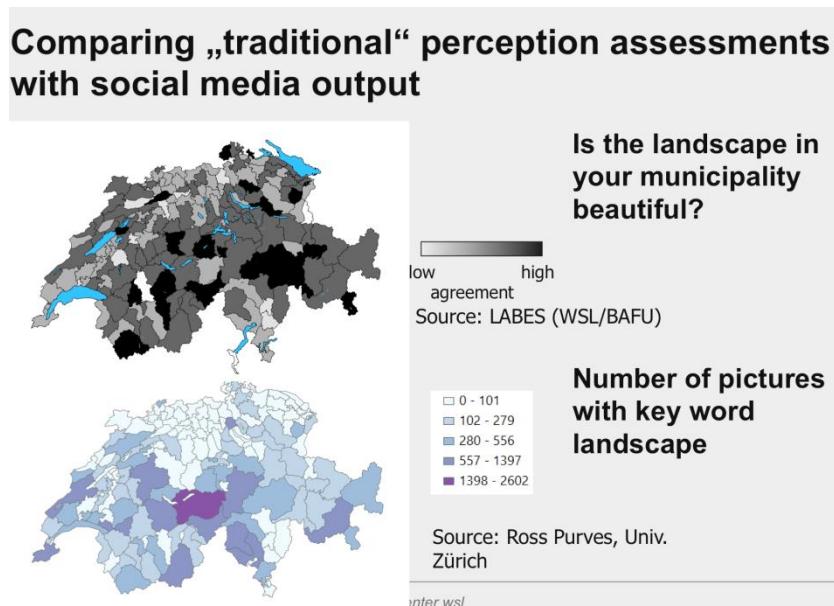 Comparing „traditional“ perception assessments
with social media output
Is the landscape in
your municipality
beautiful?
low
high
agreement
Source: LABES (WSL/BAFU)
Number of pictures
with key word
landscape
0 - 101
102 - 279
280 - 556
557 - 1397
1398 - 2602
Source: Ross Purves, Univ.
Zürich
enter wsl